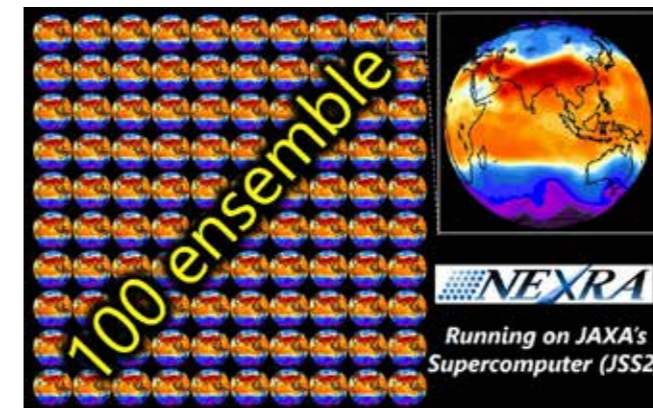 100 ensemble
NEXRA
Running on JAXA's
Supercomputer (JSS2